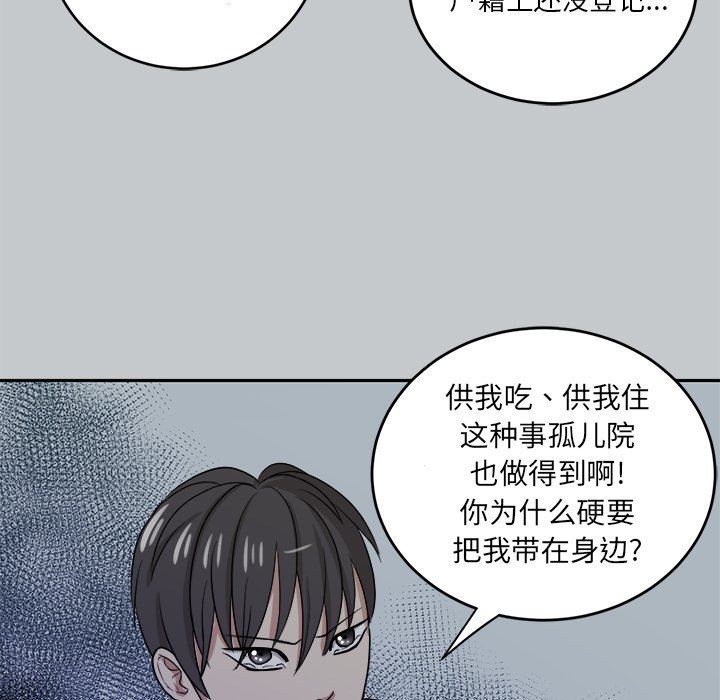 户籍上还没登记...
供我吃、供我住
这种事孤儿院
也做得到啊!
你为什么硬要
把我带在身边?